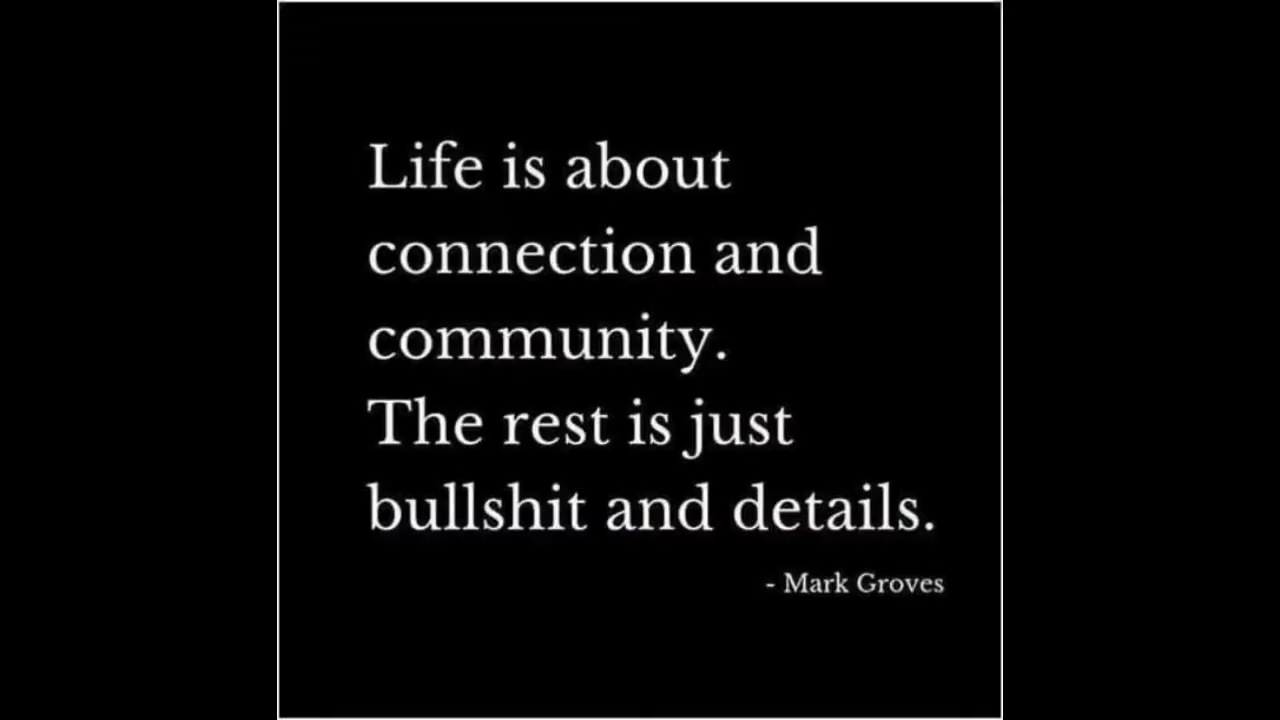 Life is about
connection and
community.
The rest is just
bullshit and details.
- Mark Groves